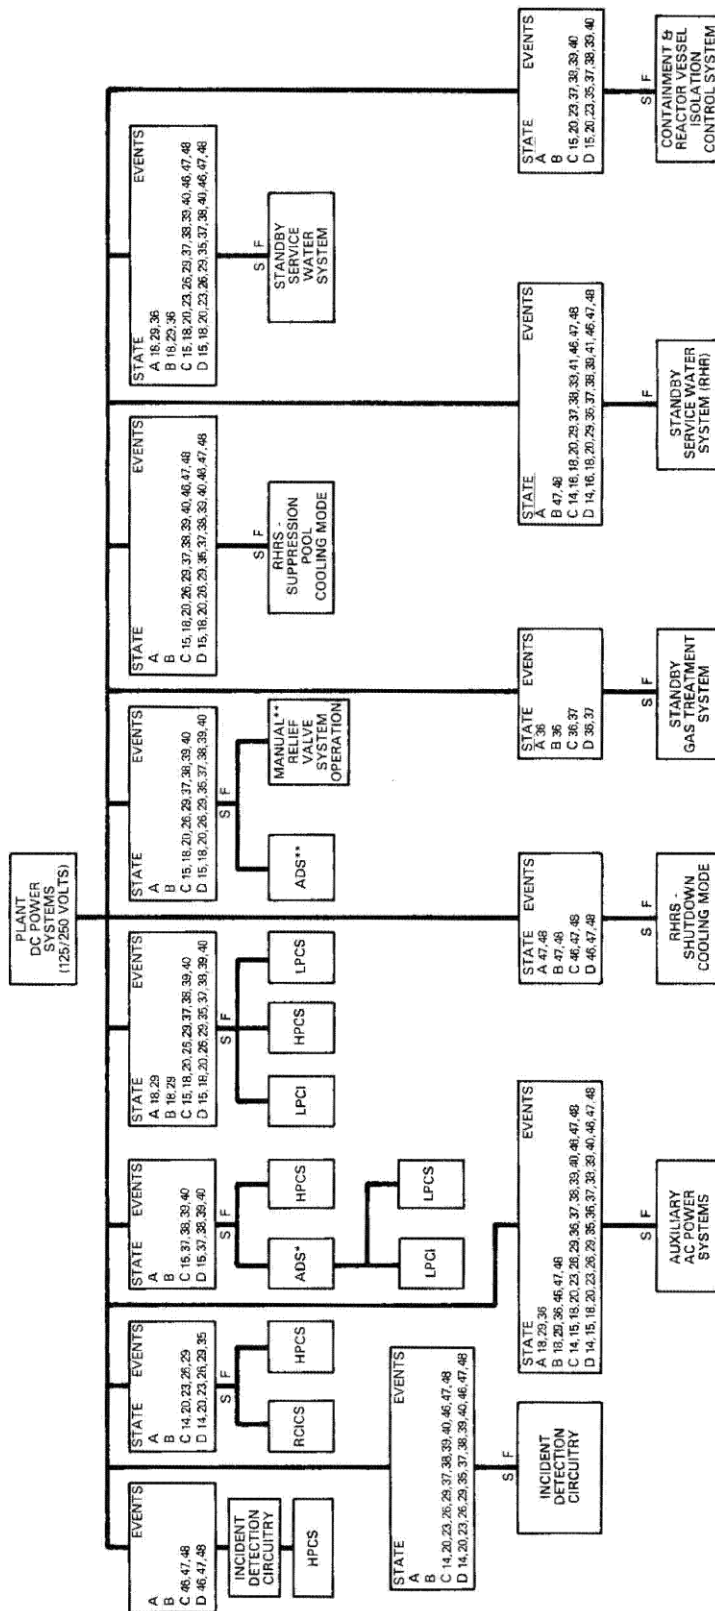 PLANT
DC POWER
SYSTEMS
(125/250 VOLTS)
EVENTS
A
B
C 46,47,48
D 46,47,48
INCIDENT
DETECTION
CIRCUITRY
HPCS
STATE EVENTS
A
B
C 14,20,23,26,29
D 14,20,23,26,29,35
S F
RCICS
HPCS
STATE EVENTS
A
B
C 15,37,38,39,40
D 15,37,38,39,40
S F
ADS*
HPCS
LPCI
LPCS
STATE EVENTS
A 18,29
B 18,29
C 15,18,20,26,29,37,38,39,40
D 15,18,20,26,29,35,37,38,39,40
S F
LPCI
HPCS
LPCS
STATE EVENTS
A
B
C 15,18,20,26,29,37,38,39,40
D 15,18,20,26,29,35,37,38,39,40
S F
ADS**
MANUAL**
RELIEF
VALVE
SYSTEM
OPERATION
STATE EVENTS
A
B
C 15,18,20,26,29,37,38,39,40,46,47,48
D 15,18,20,26,29,35,37,38,39,40,46,47,48
S F
RHRS -
SUPPRESSION
POOL
COOLING MODE
STATE EVENTS
A 18,29,36
B 18,29,36
C 15,18,20,23,26,29,37,38,39,40,46,47,48
D 15,18,20,23,26,29,35,37,38,40,46,47,48
S F
STANDBY
SERVICE
WATER
SYSTEM
STATE EVENTS
A
B
C 14,20,23,26,29,37,38,39,40,46,47,48
D 14,20,23,26,29,35,37,38,39,40,46,47,48
S F
INCIDENT
DETECTION
CIRCUITRY
STATE EVENTS
A 18,29,36
B 18,29,36,46,47,48
C 14,15,18,20,23,26,29,36,37,38,39,40,46,47,48
D 14,15,18,20,23,26,29,35,36,37,38,39,40,46,47,48
S F
AUXILIARY
AC POWER
SYSTEMS
STATE EVENTS
A 47,48
B 47,48
C 46,47,48
D 46,47,48
S F
RHRS -
SHUTDOWN
COOLING MODE
STATE EVENTS
A 36
B 36
C 36,37
D 36,37
S F
STANDBY
GAS TREATMENT
SYSTEM
STATE EVENTS
A
B 47,48
C 14,16,18,20,29,37,38,39,41,46,47,48
D 14,16,18,20,29,35,37,38,39,41,46,47,48
S F
STANDBY
SERVICE WATER
SYSTEM (RHR)
STATE EVENTS
A
B
C 15,20,23,37,38,39,40
D 15,20,23,35,37,38,39,40
S F
CONTAINMENT &
REACTOR VESSEL
ISOLATION
CONTROL SYSTEM